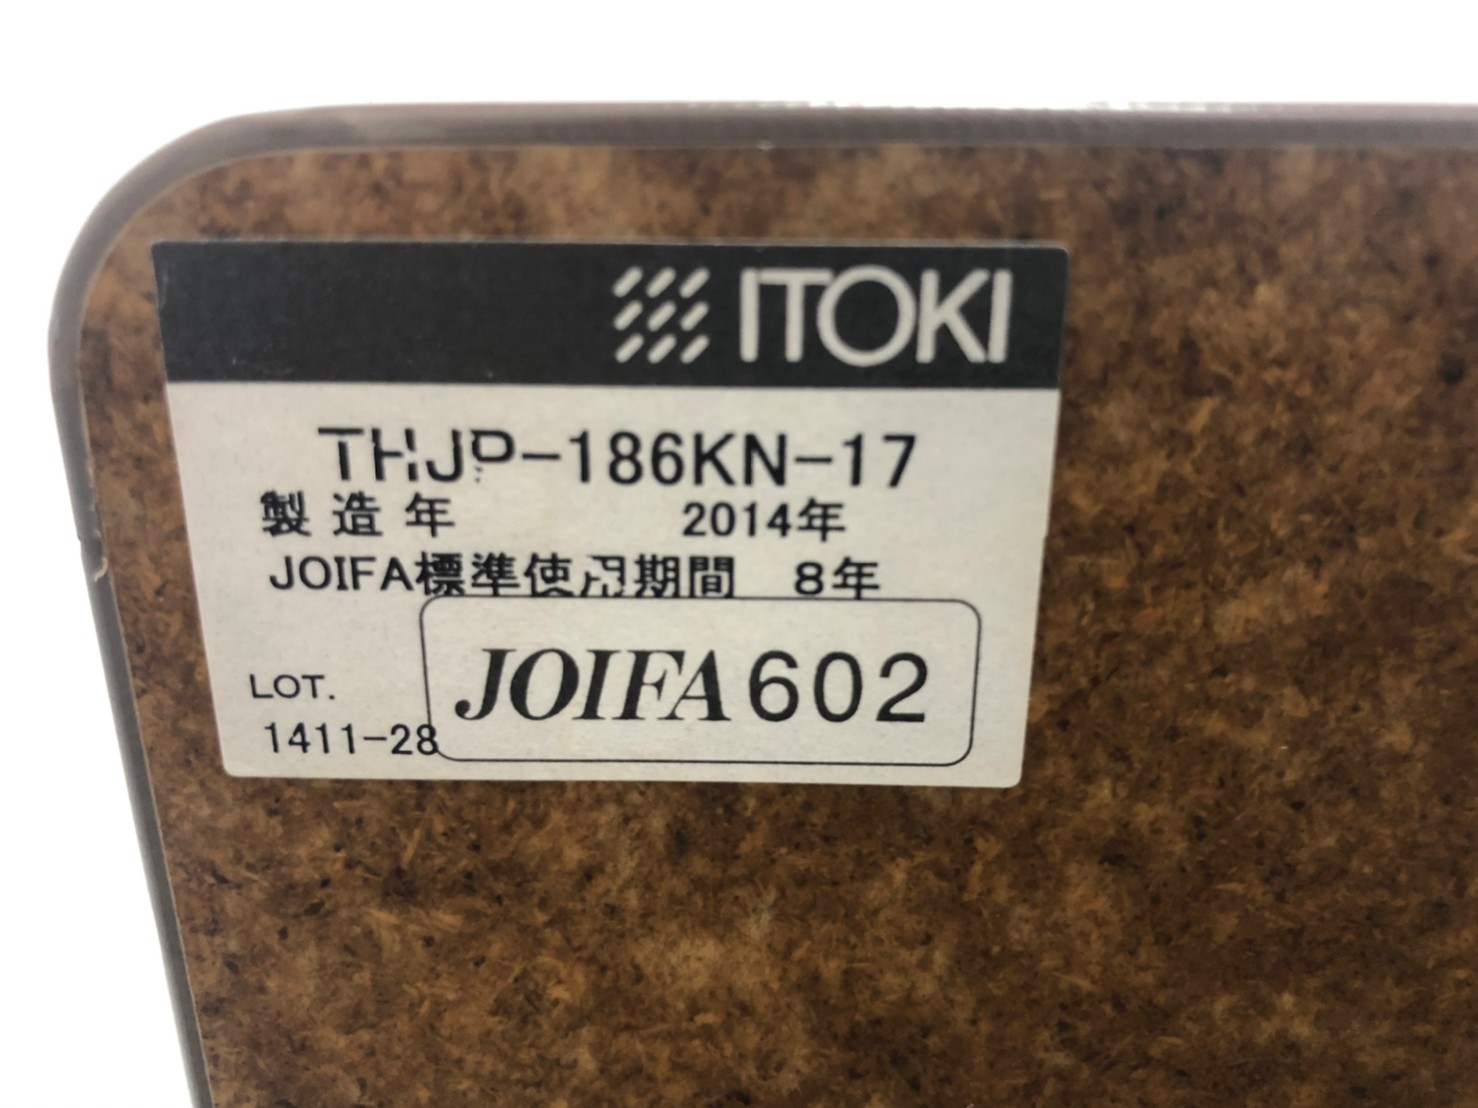 ITOKI
THJP-186KN-17
製造年 2014年
JOIFA標準使用期間 8年
JOIFA602
LOT.
1411-28